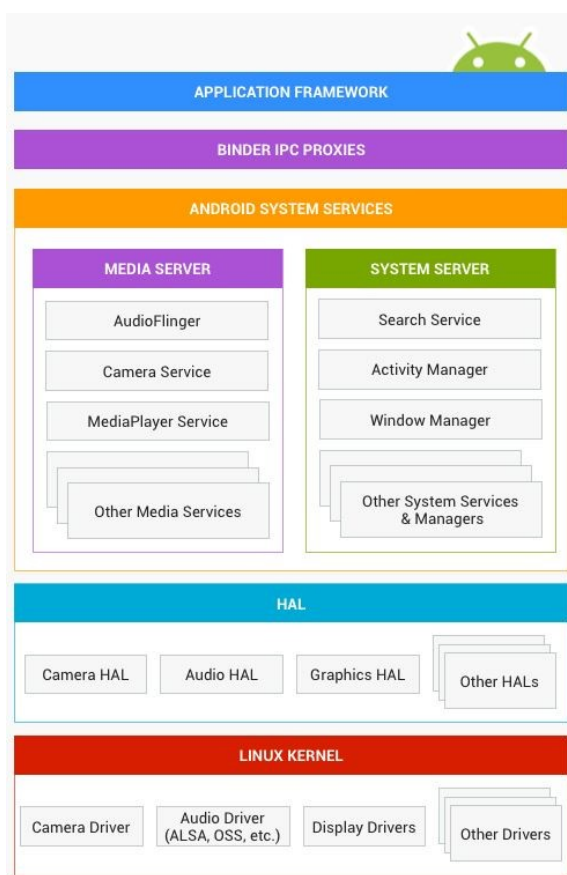 APPLICATION FRAMEWORK
BINDER IPC PROXIES
ANDROID SYSTEM SERVICES
MEDIA SERVER
AudioFlinger
Camera Service
MediaPlayer Service
Other Media Services
SYSTEM SERVER
Search Service
Activity Manager
Window Manager
Other System Services
& Managers
HAL
Camera HAL
Audio HAL
Graphics HAL
Other HALs
LINUX KERNEL
Camera Driver
Audio Driver
(ALSA, OSS, etc.)
Display Drivers
Other Drivers